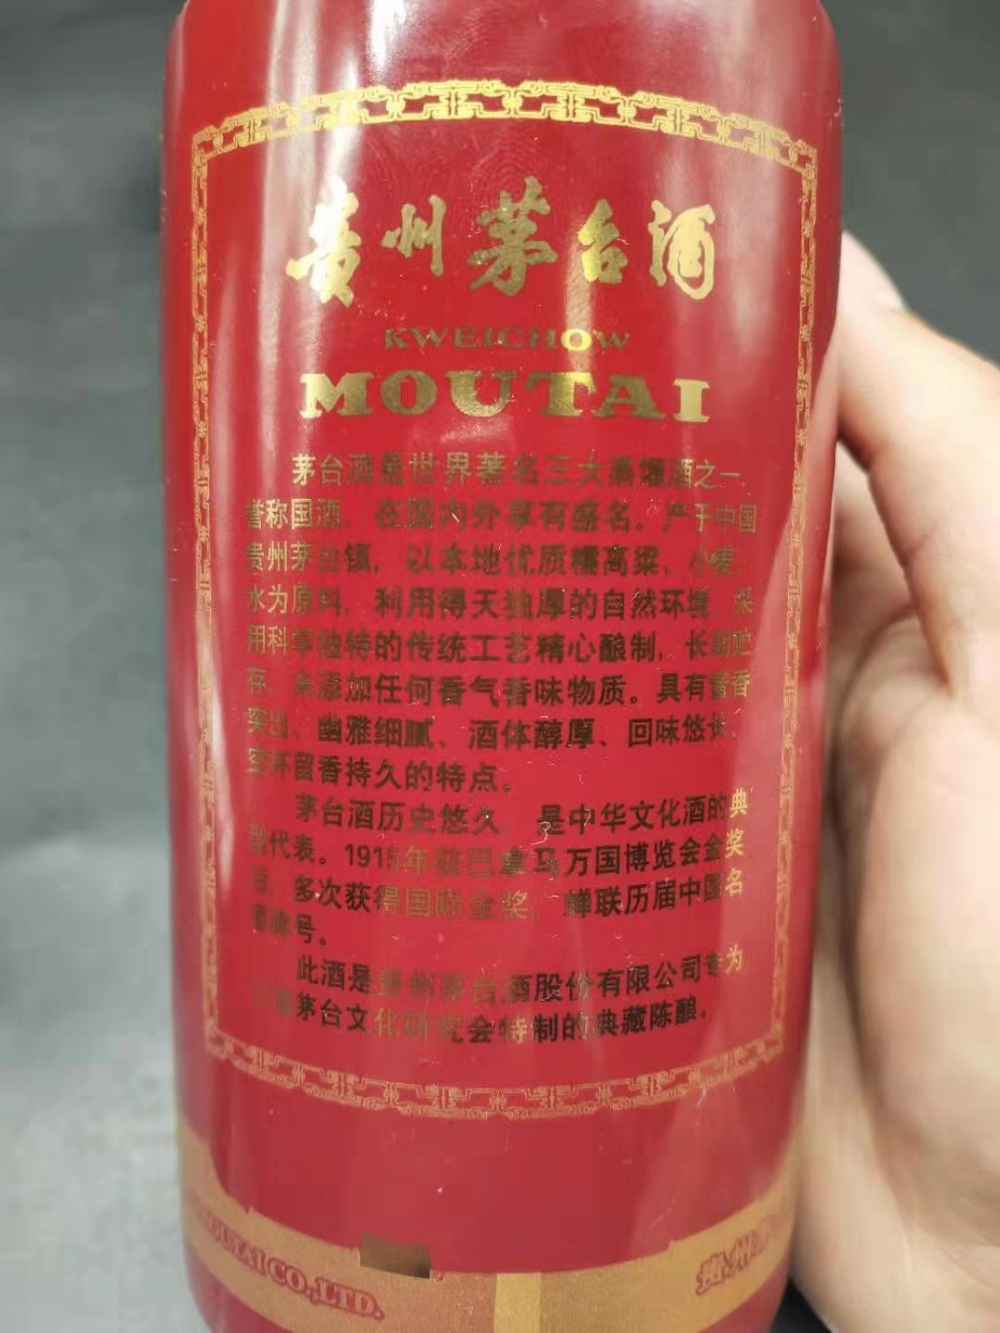 贵州茅台酒
KWEICHOW
MOUTAI
茅台酒是世界著名三大蒸馏酒之一
誉称国酒，在国内外享有盛名。产于中国
贵州茅台镇，以本地优质糯高粱、小麦、
水为原料，利用得天独厚的自然环境，采
用科学独特的传统工艺精心酿制，长期贮
存，未添加任何香气香味物质。具有酱香
突出、幽雅细腻、酒体醇厚、回味悠长、
空杯留香持久的特点。
茅台酒历史悠久，是中华文化酒的典
型代表。1915年获巴拿马万国博览会金奖
后，多次获得国际金奖，蝉联历届中国名
酒称号。
此酒是贵州茅台酒股份有限公司专为
茅台文化研究会特制的典藏陈酿。
MOUTAI CO.,LTD.
贵州